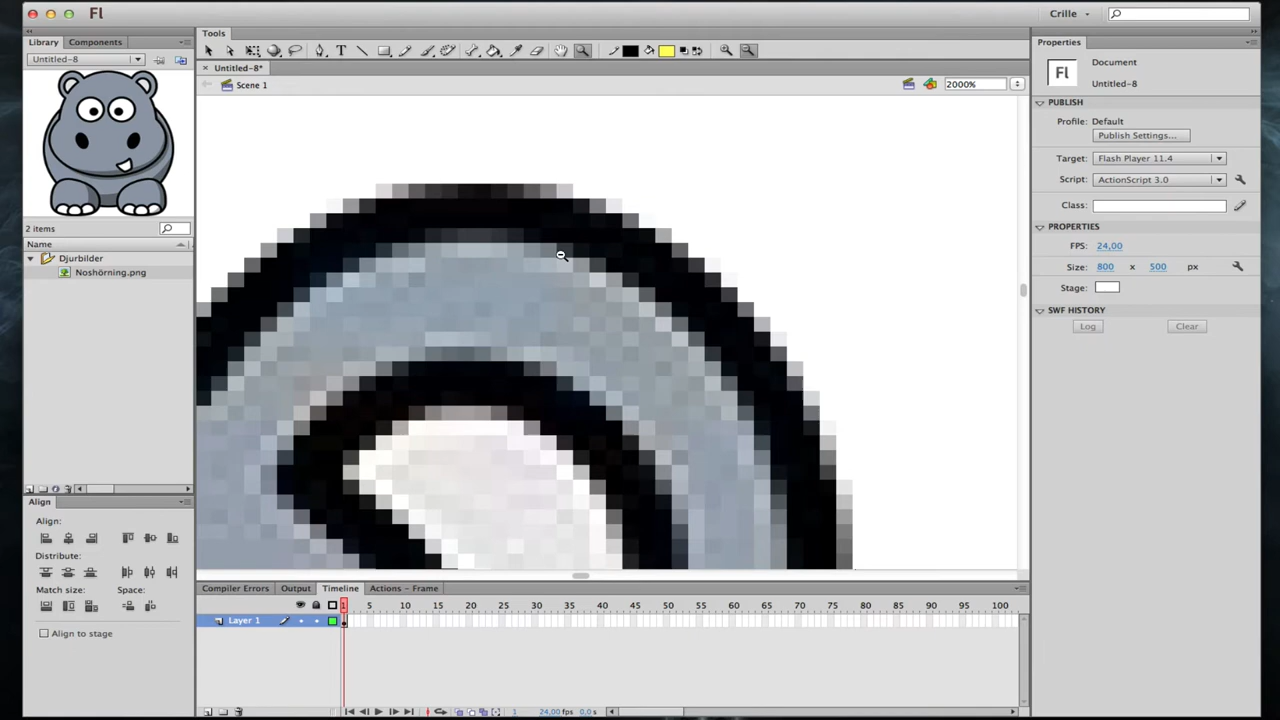 Fl
Crille
Library
Components
Tools
Properties
Untitled-8
Untitled-8*
Document
Untitled-8
Fl
Scene 1
2000%
PUBLISH
Profile: Default
Publish Settings...
Target: Flash Player 11.4
Script: ActionScript 3.0
Class:
PROPERTIES
FPS: 24,00
Size: 800 x 500 px
Stage:
SWF HISTORY
Log
Clear
2 items
Name
Djurbilder
Noshörning.png
Align
Align:
Distribute:
Match size:
Space:
Align to stage
Compiler Errors
Output
Timeline
Actions - Frame
1 5 10 15 20 25 30 35 40 45 50 55 60 65 70 75 80 85 90 95 100
Layer 1
1
24,00 fps
0,0 s